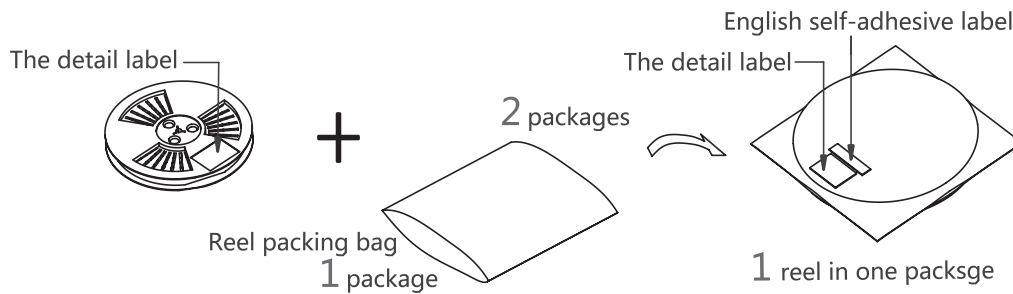 English self-adhesive label
The detail label
The detail label
2 packages
Reel packing bag
1 package
1 reel in one packsge